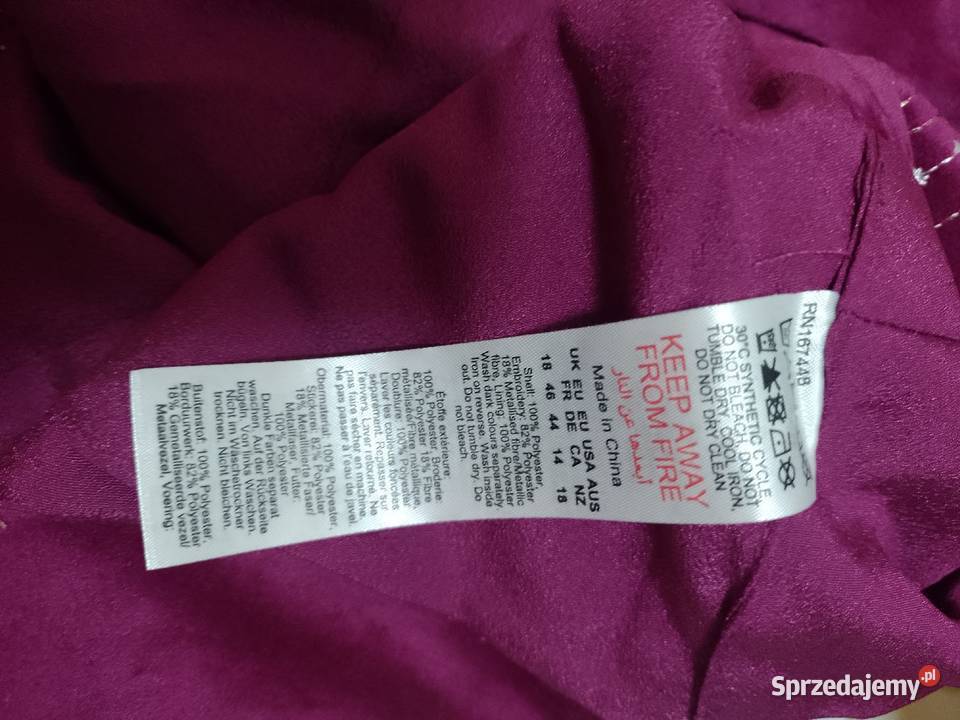 RN167448
30°C SYNTHETIC CYCLE,
DO NOT BLEACH, DO NOT
TUMBLE DRY, COOL IRON,
DO NOT DRY CLEAN
KEEP AWAY
FROM FIRE
أبعدها عن النار
Made in China
UK EU EU USA AUS
FR DE CA NZ
18 46 44 14 18
Shell: 100% Polyester,
Embroidery: 82% Polyester,
18% Metallised fibre/Metallic
fibre, Lining: 100% Polyester
Wash dark colours separately.
Iron on reverse. Wash inside
out. Do not tumble dry. Do
not bleach.
Étoffe extérieure:
100% Polyester Broderie:
82% Polyester 18% Fibre
métallisée/Fibre métallique,
Doublure: 100% Polyester
Laver les couleurs foncées
séparément. Repasser sur
l'envers. Laver retourné. Ne
pas faire sécher en machine.
Ne pas passer à l'eau de javel.
Obermaterial: 100% Polyester,
Stickerei: 82% Polyester
18% Metallisierte Faser/
Metallfaser, Futter:
100% Polyester
Dunkle Farben separat
waschen. Auf der Rückseite
bügeln. Von links Waschen.
Nicht im Wäschetrockner
trocknen. Nicht bleichen.
Buitenstof: 100% Polyester,
Borduurwerk: 82% Polyester,
18% Gemetalliseerde vezel/
Metaalvezel, Voering:
Sprzedajemy.pl